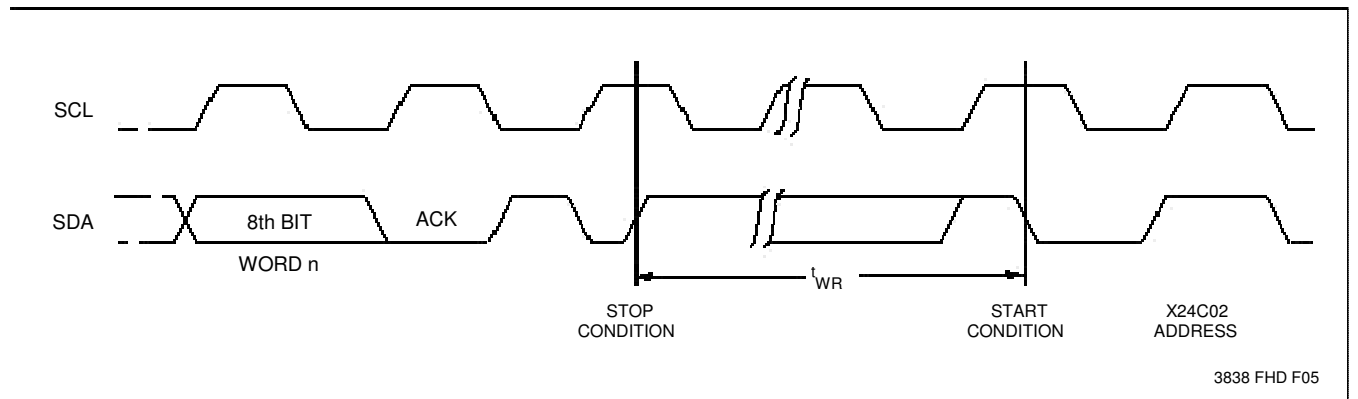 SCL
SDA
8th BIT
ACK
WORD n
tWR
STOP
CONDITION
START
CONDITION
X24C02
ADDRESS
3838 FHD F05